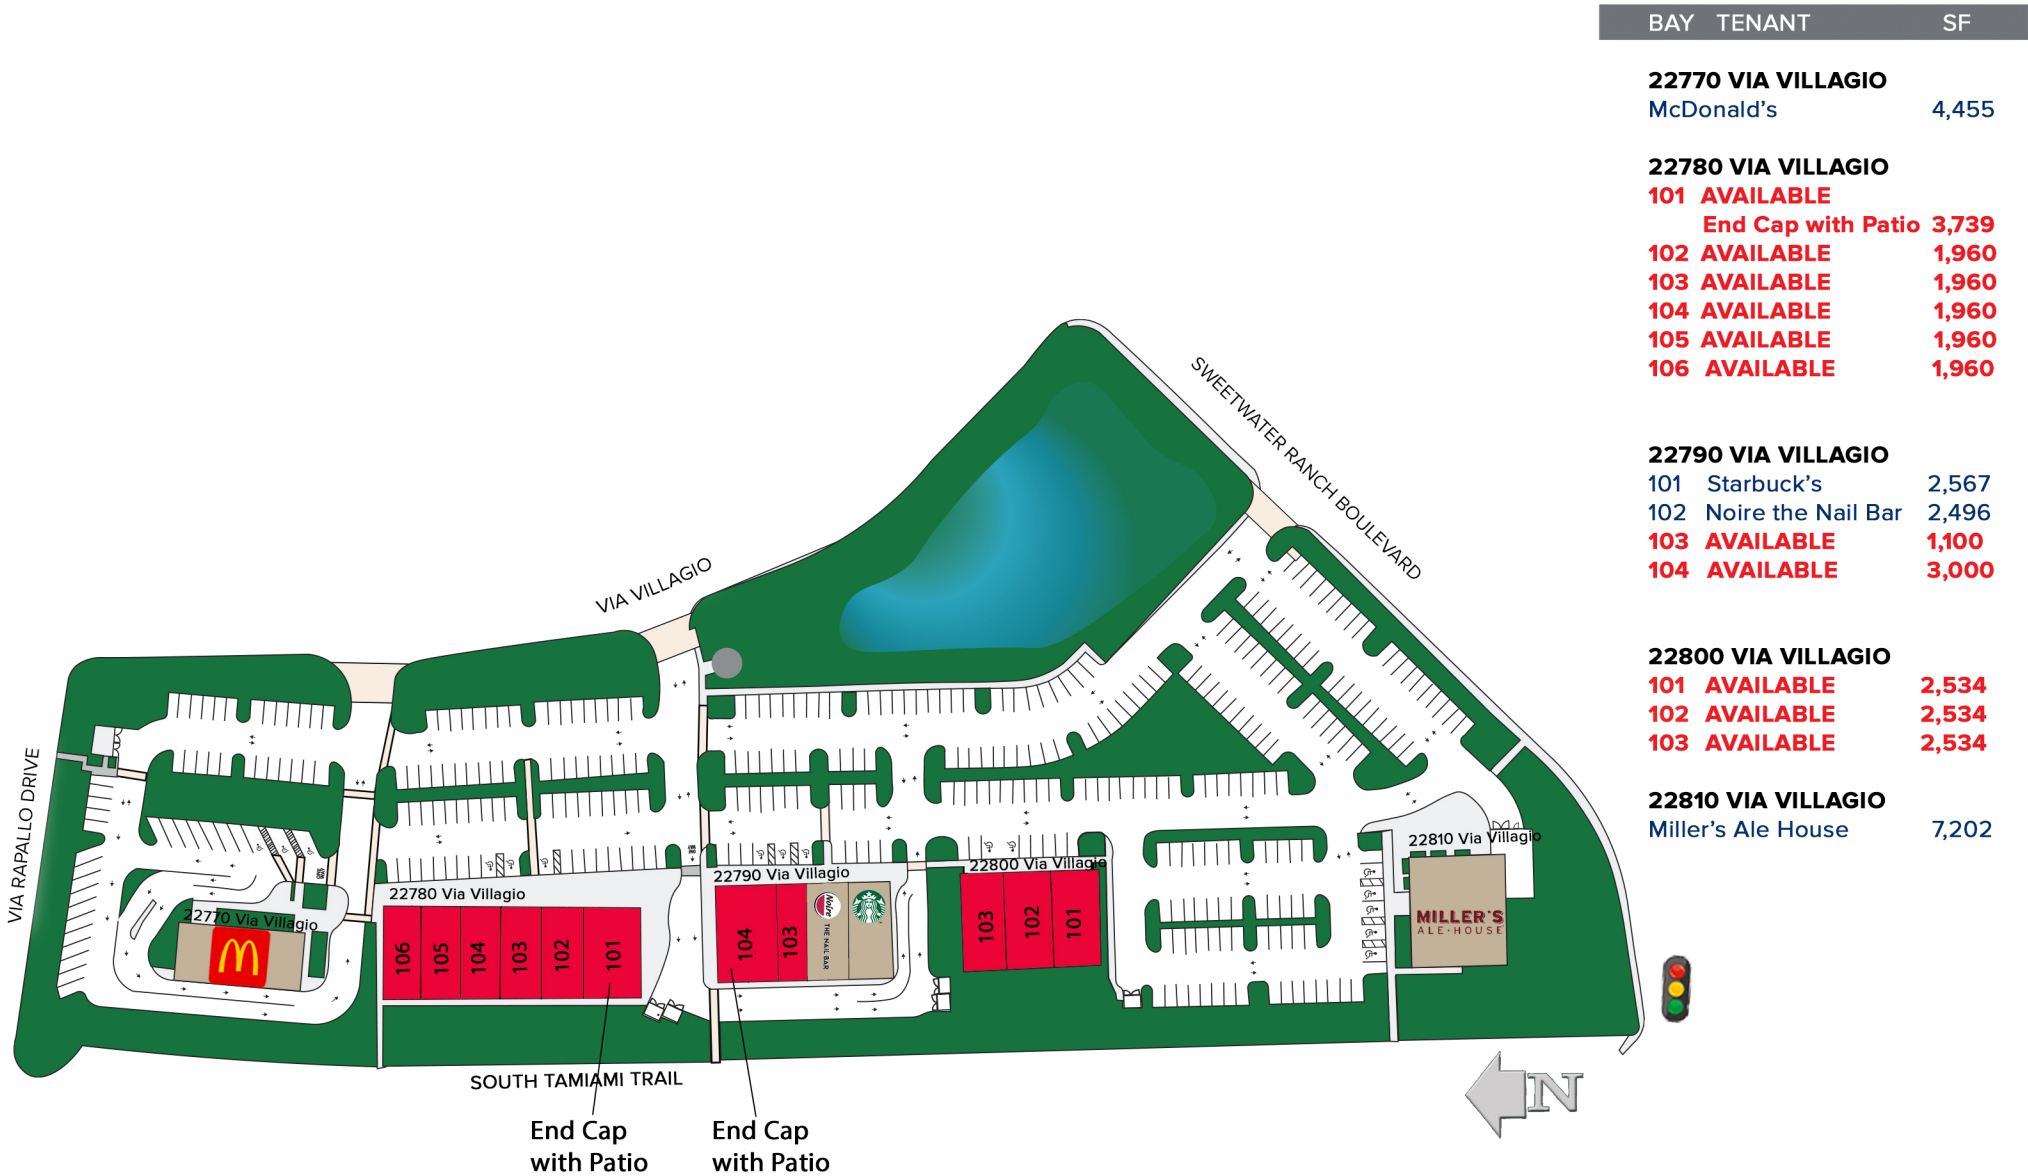 BAY TENANT SF
22770 VIA VILLAGIO
McDonald's 4,455
22780 VIA VILLAGIO
101 AVAILABLE
End Cap with Patio 3,739
102 AVAILABLE 1,960
103 AVAILABLE 1,960
104 AVAILABLE 1,960
105 AVAILABLE 1,960
106 AVAILABLE 1,960
22790 VIA VILLAGIO
101 Starbuck's 2,567
102 Noire the Nail Bar 2,496
103 AVAILABLE 1,100
104 AVAILABLE 3,000
22800 VIA VILLAGIO
101 AVAILABLE 2,534
102 AVAILABLE 2,534
103 AVAILABLE 2,534
22810 VIA VILLAGIO
Miller's Ale House 7,202
SWEETWATER RANCH BOULEVARD
VIA VILLAGIO
VIA RAPALLO DRIVE
22770 Via Villagio
22780 Via Villagio
106
105
104
103
102
101
22790 Via Villagio
104
103
Noire
THE NAIL BAR
22800 Via Villagio
103
102
101
22810 Via Villagio
MILLER'S
ALE·HOUSE
SOUTH TAMIAMI TRAIL
End Cap
with Patio
End Cap
with Patio
N